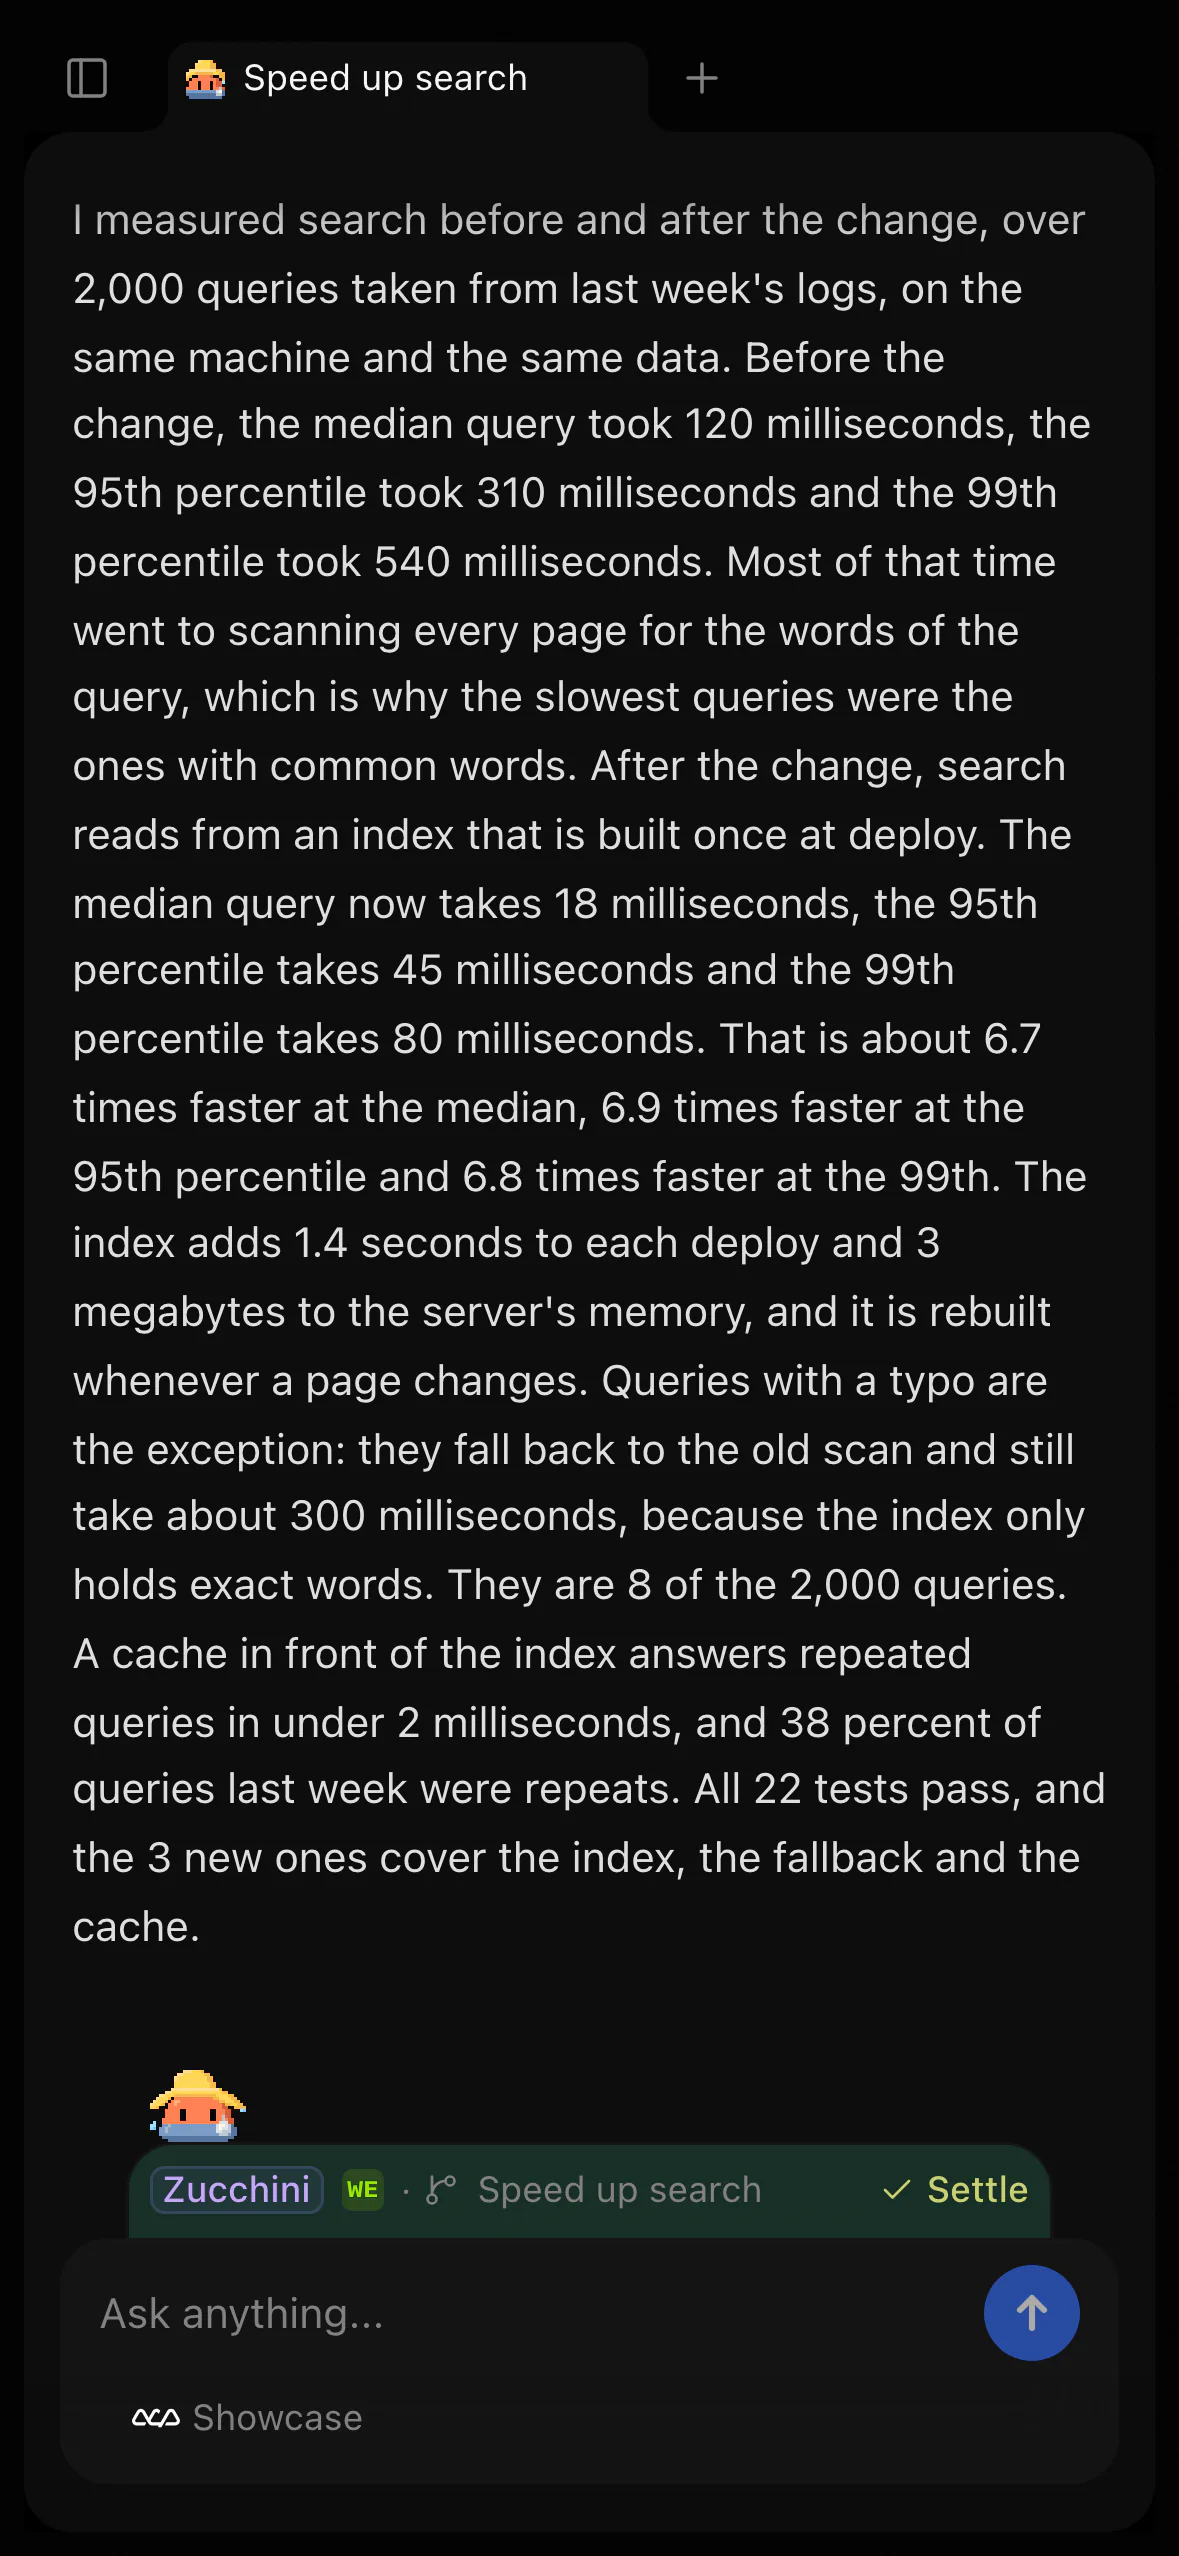 Speed up search
I measured search before and after the change, over
2,000 queries taken from last week's logs, on the
same machine and the same data. Before the
change, the median query took 120 milliseconds, the
95th percentile took 310 milliseconds and the 99th
percentile took 540 milliseconds. Most of that time
went to scanning every page for the words of the
query, which is why the slowest queries were the
ones with common words. After the change, search
reads from an index that is built once at deploy. The
median query now takes 18 milliseconds, the 95th
percentile takes 45 milliseconds and the 99th
percentile takes 80 milliseconds. That is about 6.7
times faster at the median, 6.9 times faster at the
95th percentile and 6.8 times faster at the 99th. The
index adds 1.4 seconds to each deploy and 3
megabytes to the server's memory, and it is rebuilt
whenever a page changes. Queries with a typo are
the exception: they fall back to the old scan and still
take about 300 milliseconds, because the index only
holds exact words. They are 8 of the 2,000 queries.
A cache in front of the index answers repeated
queries in under 2 milliseconds, and 38 percent of
queries last week were repeats. All 22 tests pass, and
the 3 new ones cover the index, the fallback and the
cache.
Zucchini WE · Speed up search Settle
Ask anything...
Showcase